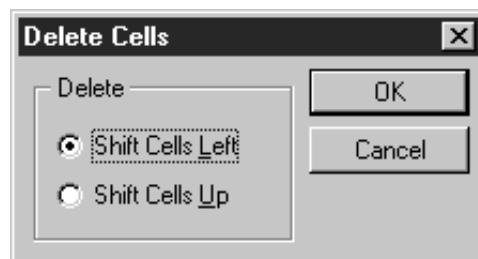 Delete Cells
Delete
OK
Shift Cells Left
Cancel
Shift Cells Up